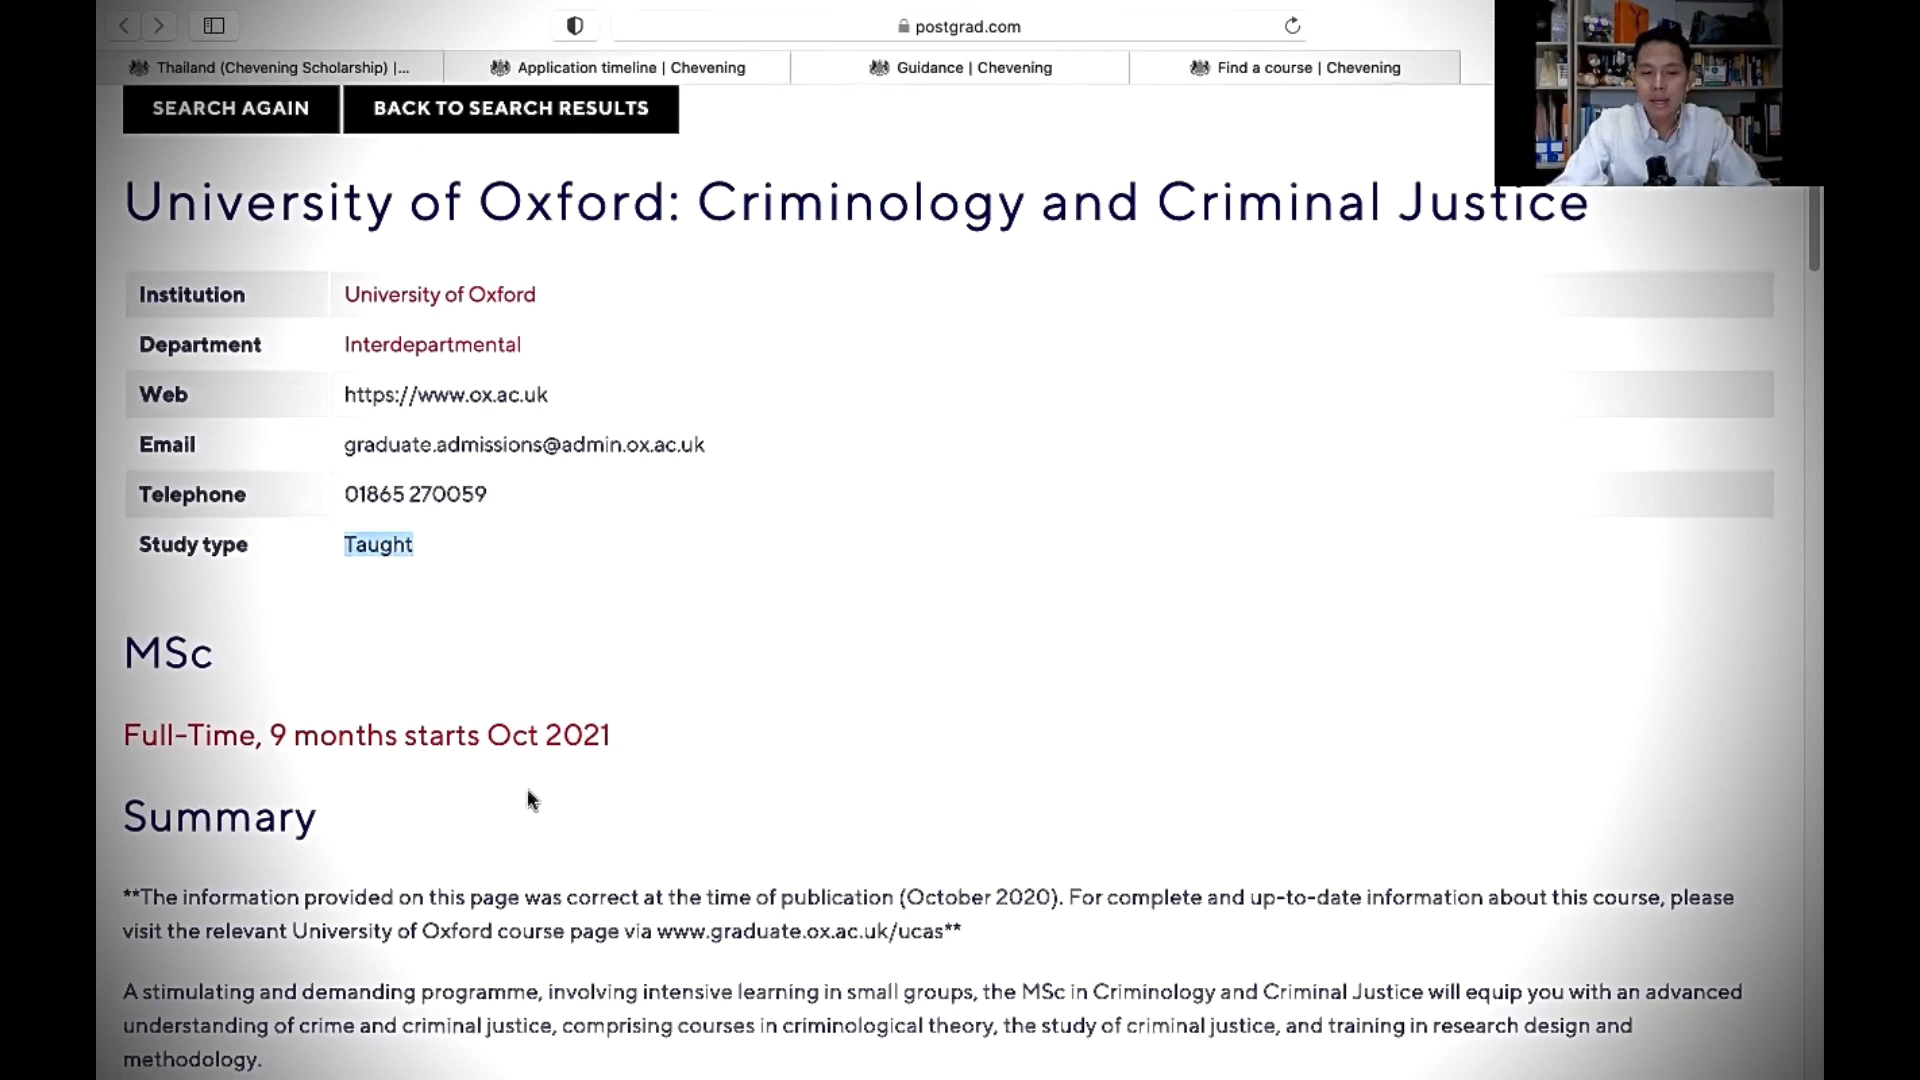 postgrad.com
Thailand (Chevening Scholarship) |...
Application timeline | Chevening
Guidance | Chevening
Find a course | Chevening
SEARCH AGAIN
BACK TO SEARCH RESULTS
University of Oxford: Criminology and Criminal Justice
Institution University of Oxford
Department Interdepartmental
Web https://www.ox.ac.uk
Email graduate.admissions@admin.ox.ac.uk
Telephone 01865 270059
Study type Taught
MSc
Full-Time, 9 months starts Oct 2021
Summary
**The information provided on this page was correct at the time of publication (October 2020). For complete and up-to-date information about this course, please
visit the relevant University of Oxford course page via www.graduate.ox.ac.uk/ucas**
A stimulating and demanding programme, involving intensive learning in small groups, the MSc in Criminology and Criminal Justice will equip you with an advanced
understanding of crime and criminal justice, comprising courses in criminological theory, the study of criminal justice, and training in research design and
methodology.